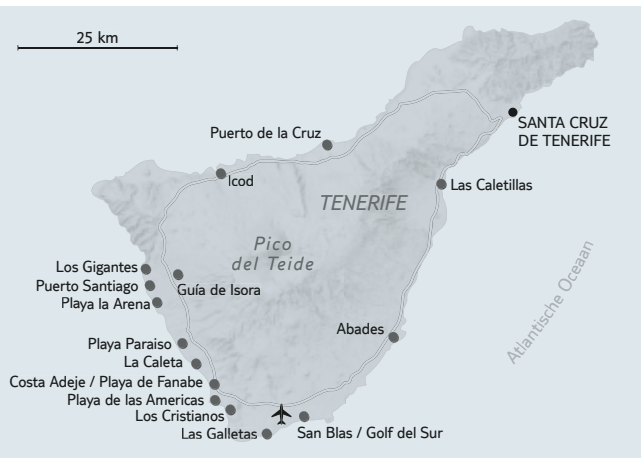 25 km
SANTA CRUZ
DE TENERIFE
Puerto de la Cruz
Icod
Las Caletillas
TENERIFE
Pico
del Teide
Los Gigantes
Puerto Santiago
Guía de Isora
Playa la Arena
Atlantische Oceaan
Abades
Playa Paraiso
La Caleta
Costa Adeje / Playa de Fanabe
Playa de las Americas
Los Cristianos
Las Galletas
San Blas / Golf del Sur